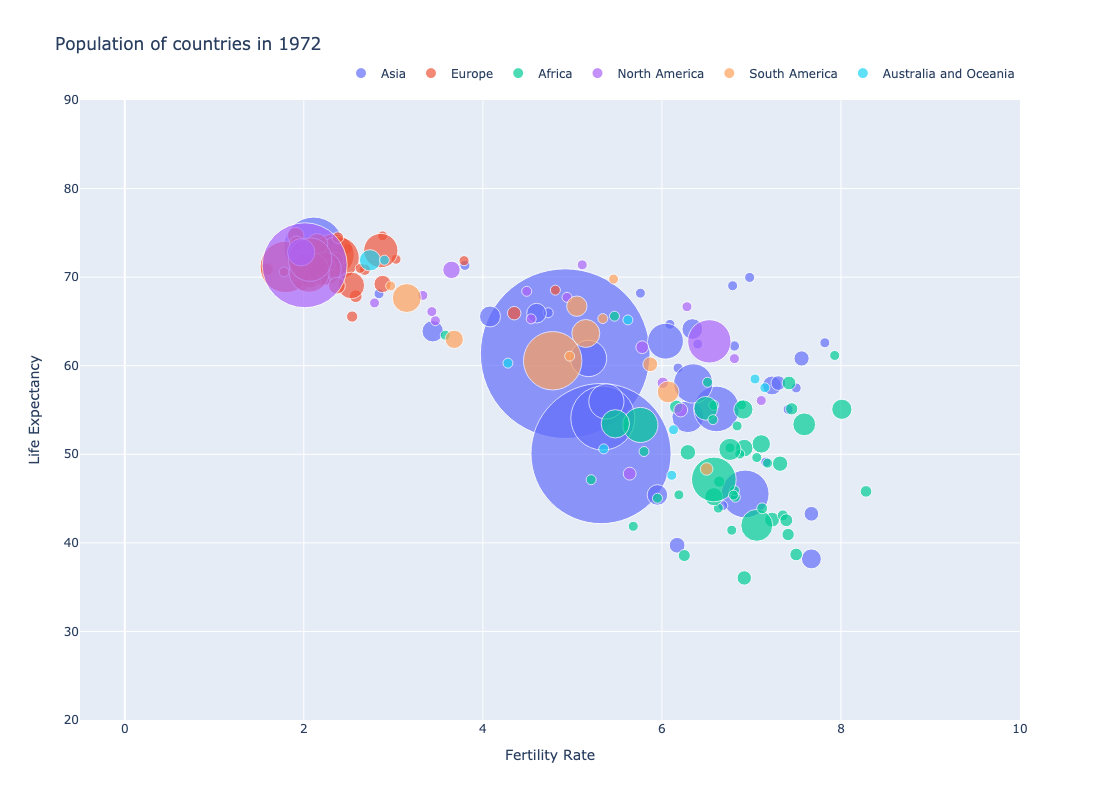 Population of countries in 1972
Asia Europe Africa North America South America Australia and Oceania
90
80
70
60
50
40
30
20
Life Expectancy
0 2 4 6 8 10
Fertility Rate